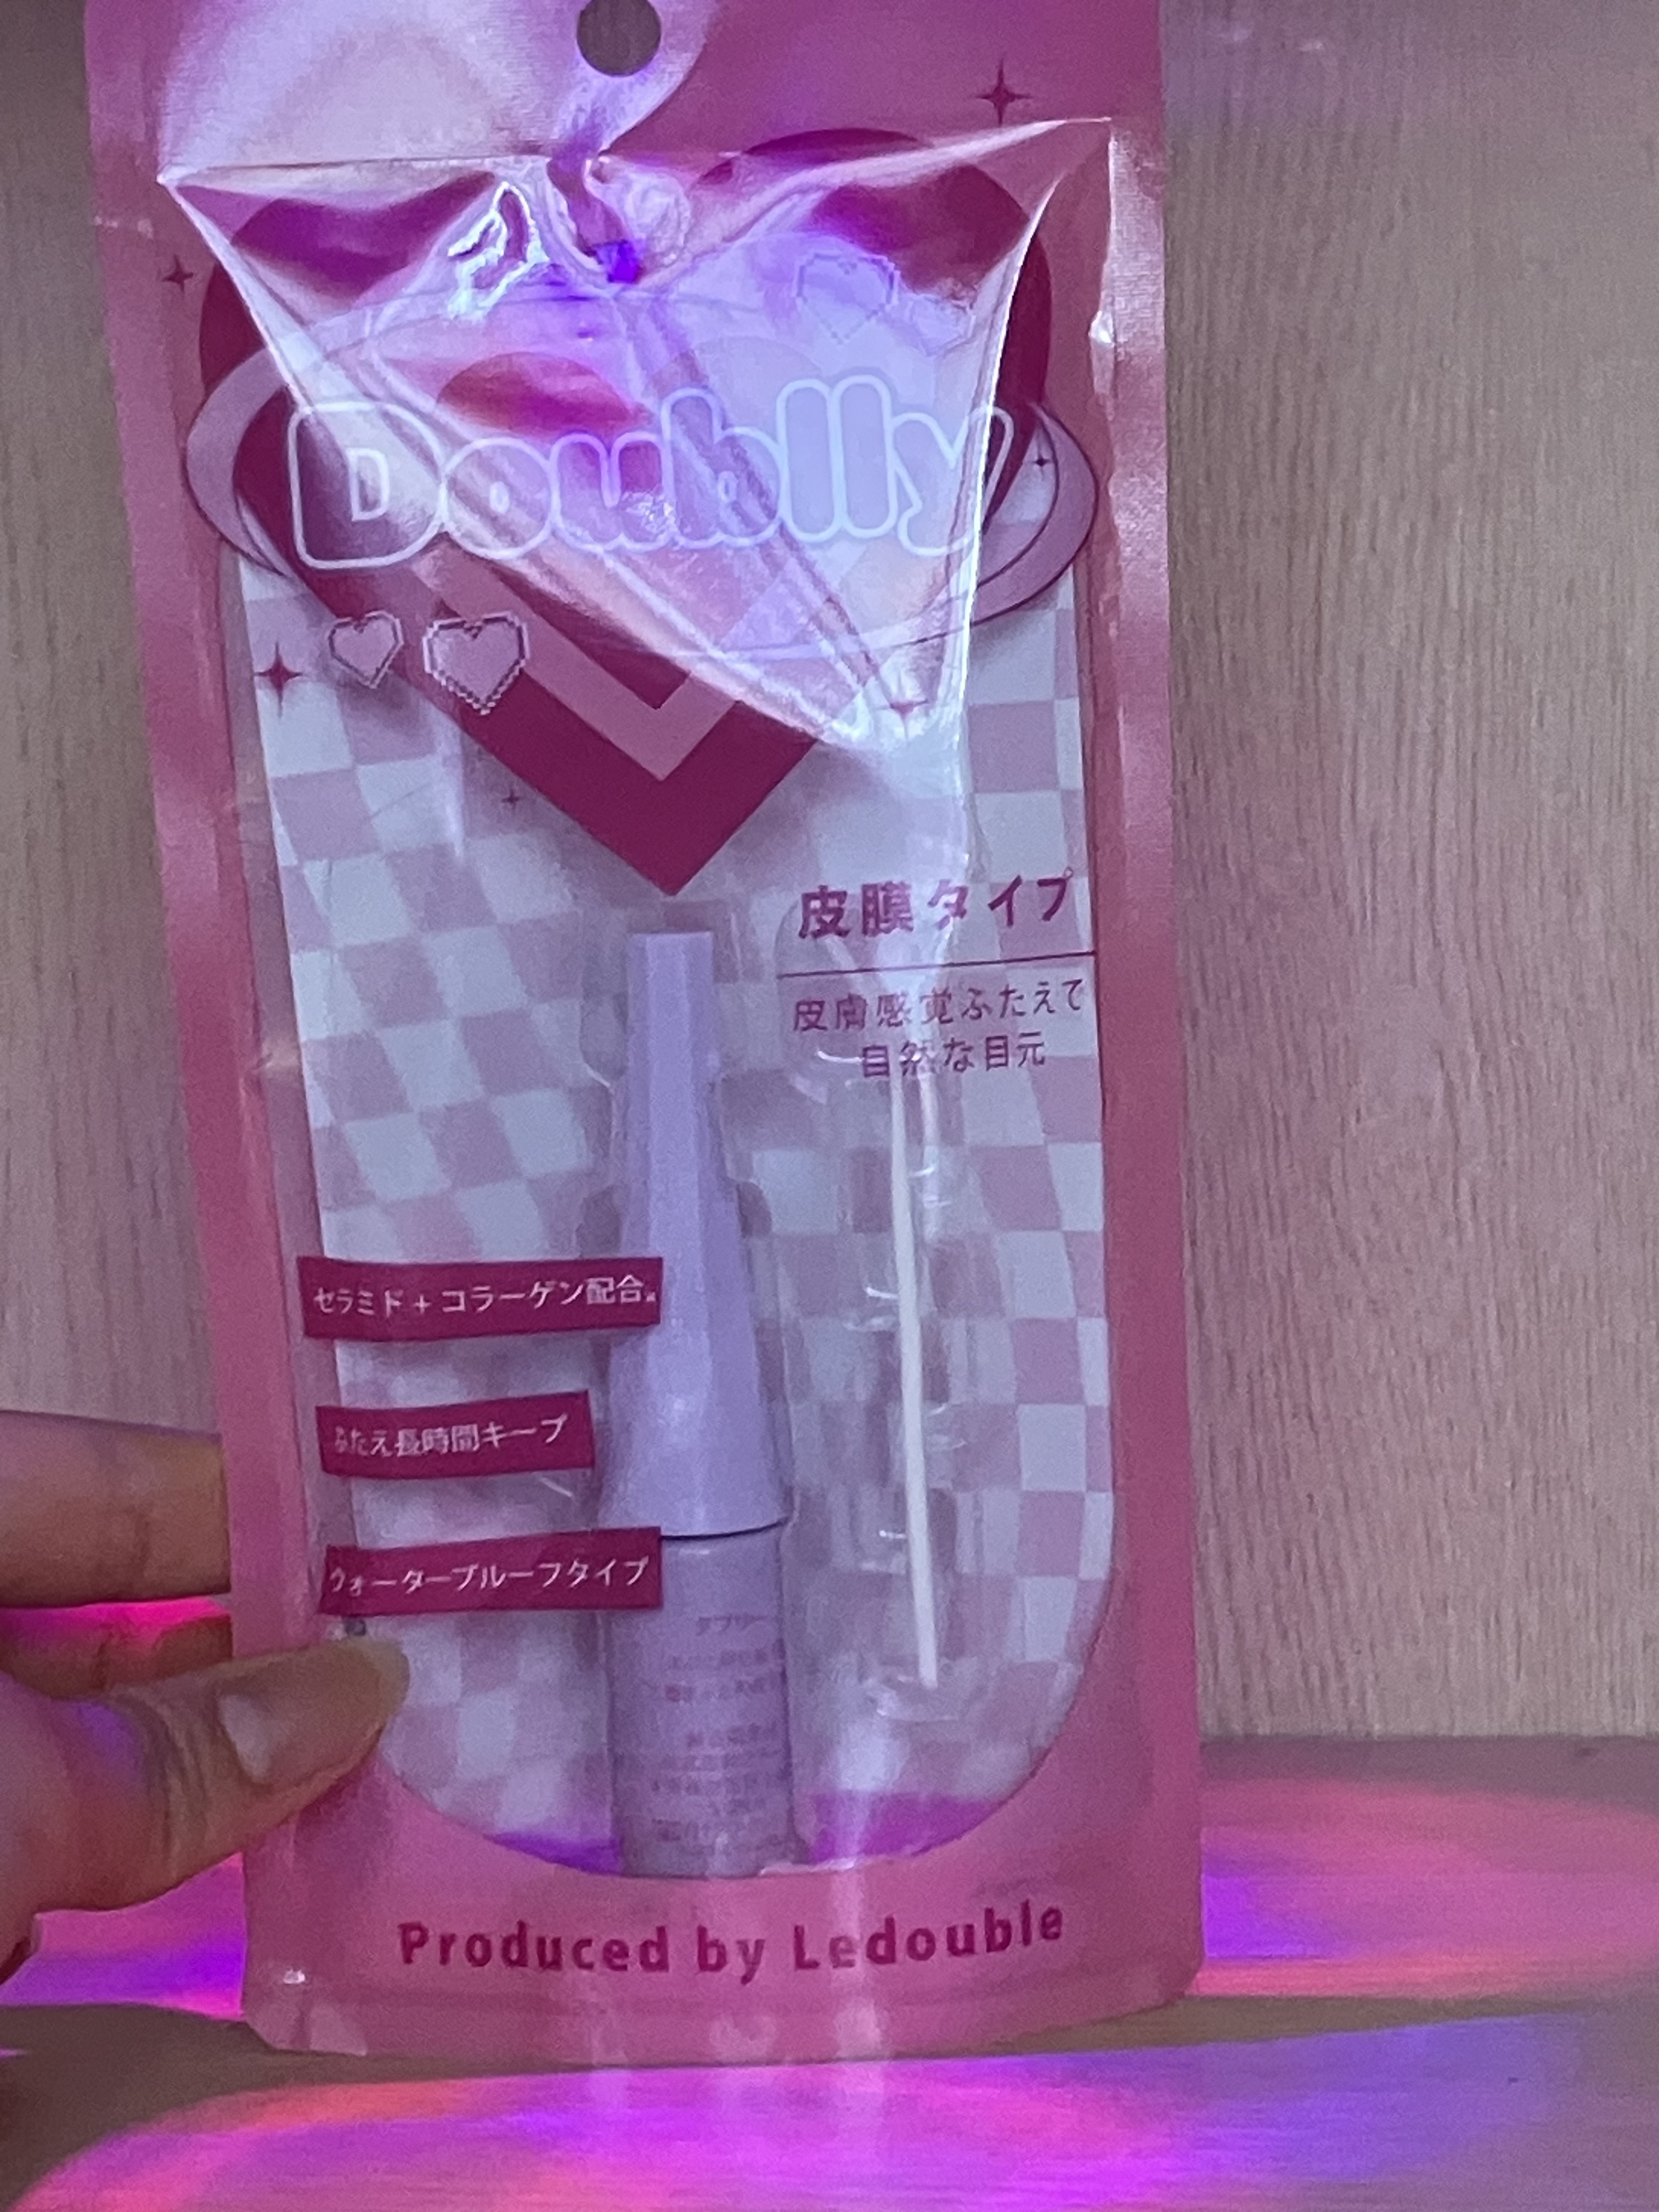 Doublly
皮膜タイプ
皮膚感覚ふたえで
自然な目元
セラミド+コラーゲン配合
ふたえ長時間キープ
ウォータープルーフタイプ
Produced by Ledouble